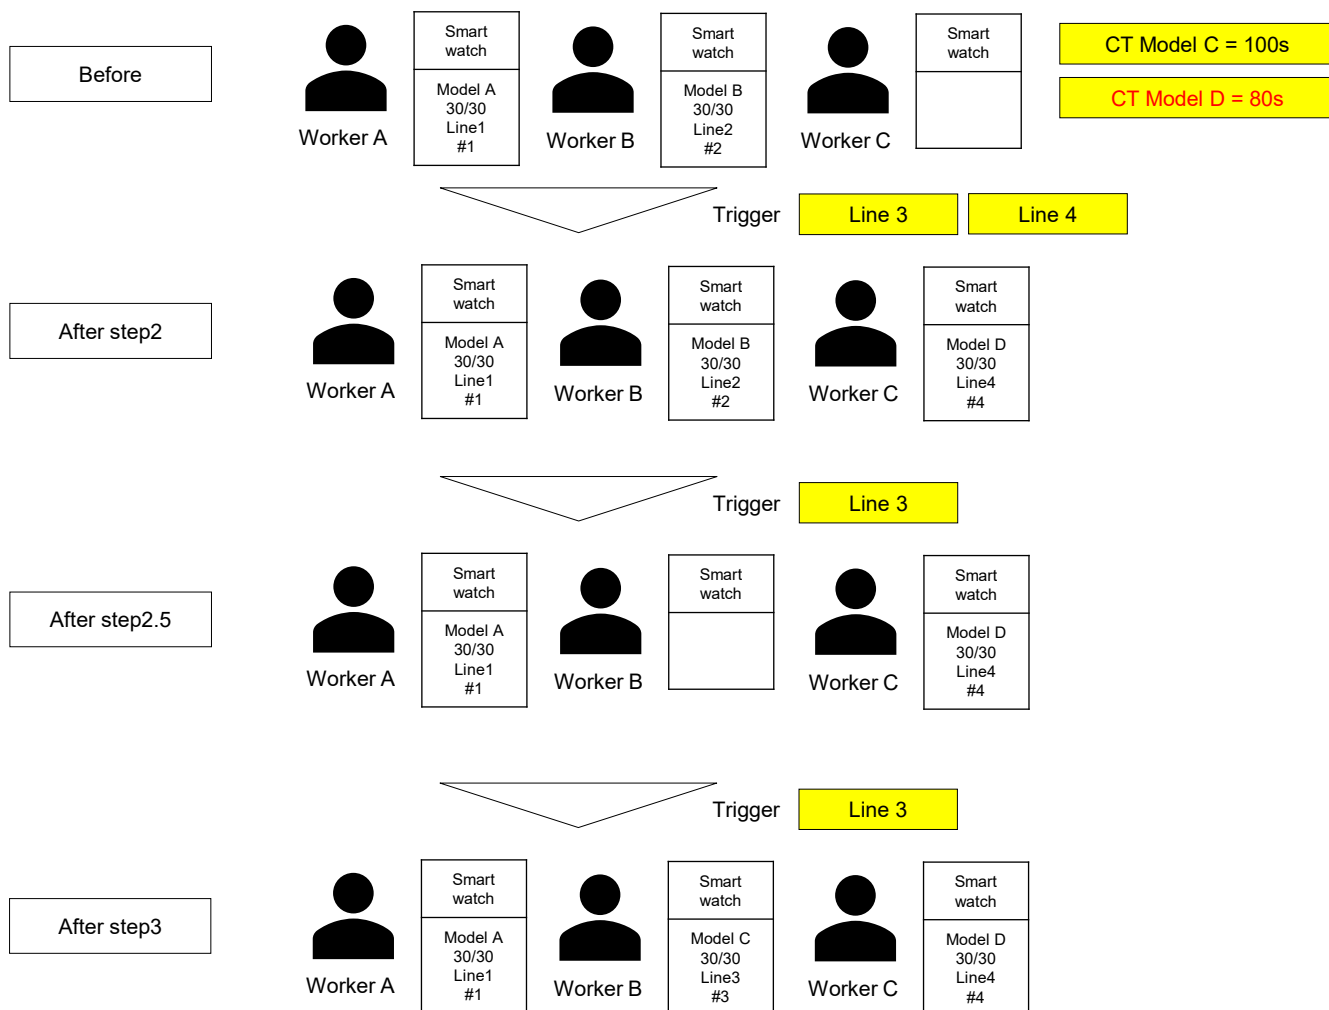 Before
Smart
watch
Model A
30/30
Line1
#1
Worker A
Smart
watch
Model B
30/30
Line2
#2
Worker B
Smart
watch
Worker C
CT Model C = 100s
CT Model D = 80s
Trigger
Line 3
Line 4
After step2
Smart
watch
Model A
30/30
Line1
#1
Worker A
Smart
watch
Model B
30/30
Line2
#2
Worker B
Smart
watch
Model D
30/30
Line4
#4
Worker C
Trigger
Line 3
After step2.5
Smart
watch
Model A
30/30
Line1
#1
Worker A
Smart
watch
Worker B
Smart
watch
Model D
30/30
Line4
#4
Worker C
Trigger
Line 3
After step3
Smart
watch
Model A
30/30
Line1
#1
Worker A
Smart
watch
Model C
30/30
Line3
#3
Worker B
Smart
watch
Model D
30/30
Line4
#4
Worker C